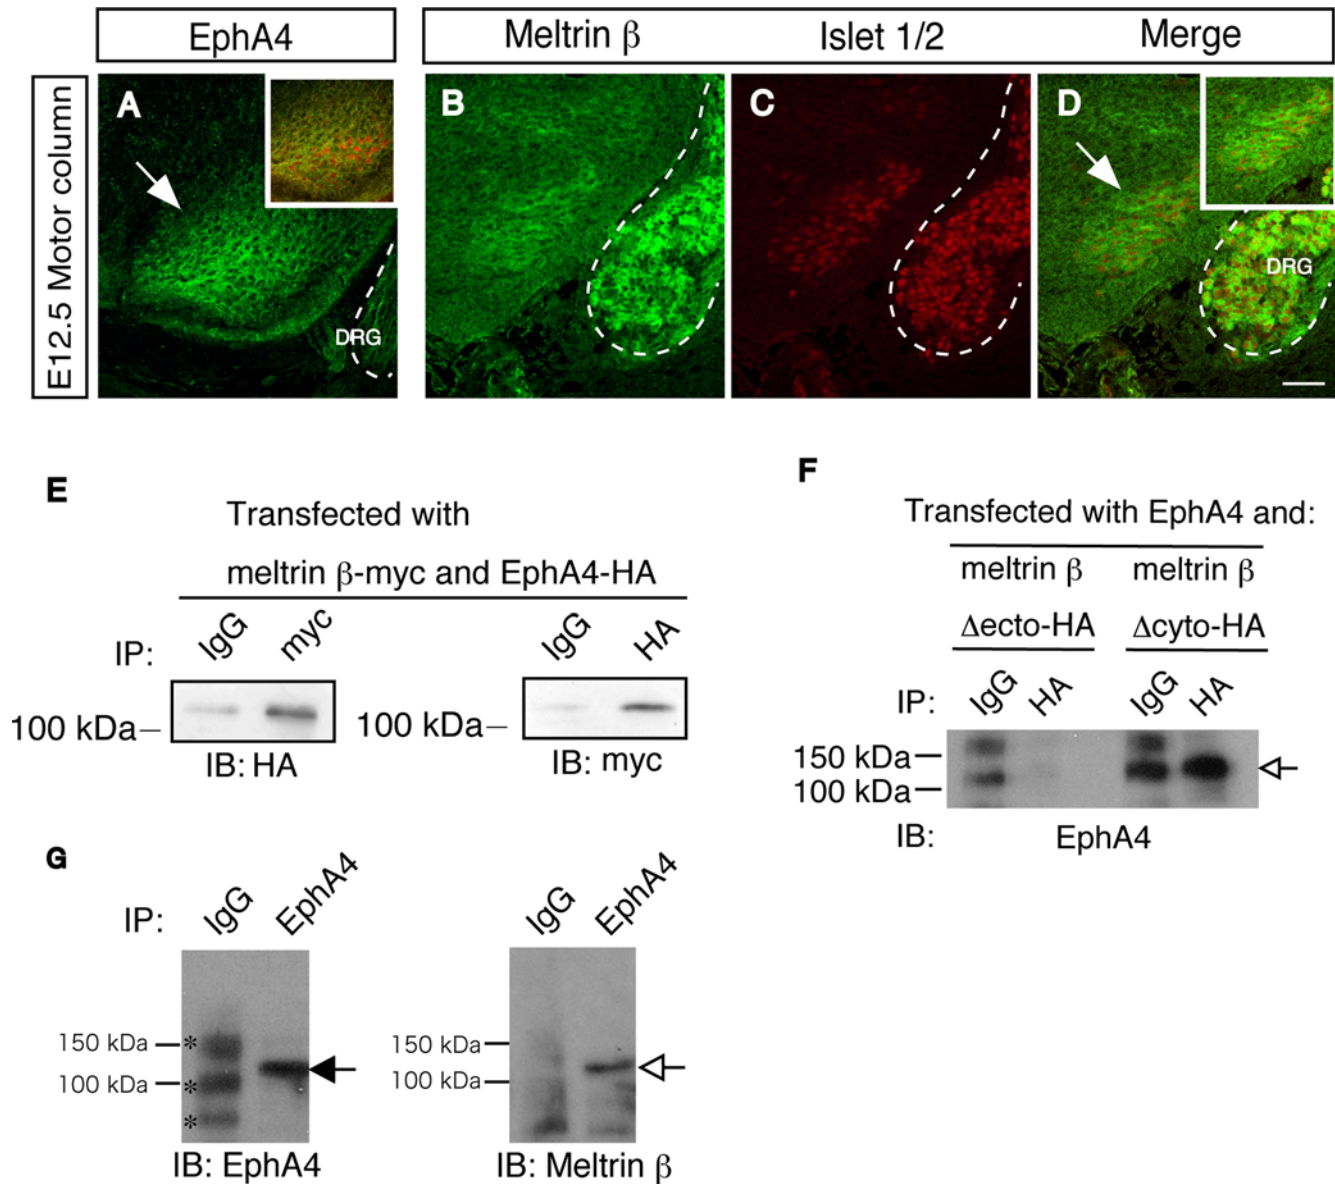 EphA4
Meltrin β
Islet 1/2
Merge
E12.5 Motor column
A
DRG
B
C
D
DRG
E
Transfected with
meltrin β-myc and EphA4-HA
IP: IgG myc
100 kDa–
IB: HA
IgG HA
100 kDa–
IB: myc
F
Transfected with EphA4 and:
meltrin β meltrin β
Δecto-HA Δcyto-HA
IP: IgG HA IgG HA
150 kDa–
100 kDa–
IB: EphA4
G
IP: IgG EphA4
150 kDa – *
100 kDa – *
*
IB: EphA4
IgG EphA4
150 kDa –
100 kDa –
IB: Meltrin β